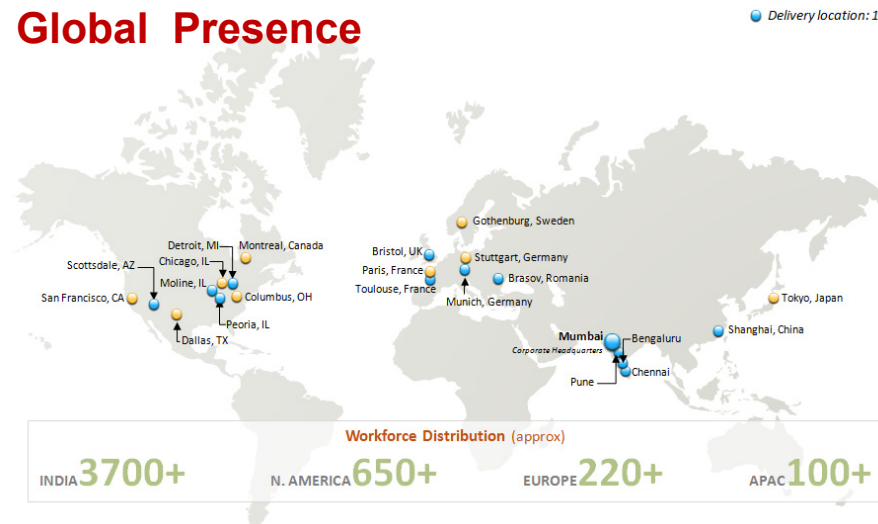 Global Presence
Delivery location: 1
Gothenburg, Sweden
Detroit, MI
Montreal, Canada
Bristol, UK
Stuttgart, Germany
Chicago, IL
Scottsdale, AZ
Paris, France
Moline, IL
Brasov, Romania
Toulouse, France
San Francisco, CA
Columbus, OH
Munich, Germany
Tokyo, Japan
Peoria, IL
Shanghai, China
Dallas, TX
Mumbai
Bengaluru
Corporate Headquarters
Chennai
Pune
Workforce Distribution (approx)
INDIA 3700+
N. AMERICA 650+
EUROPE 220+
APAC 100+